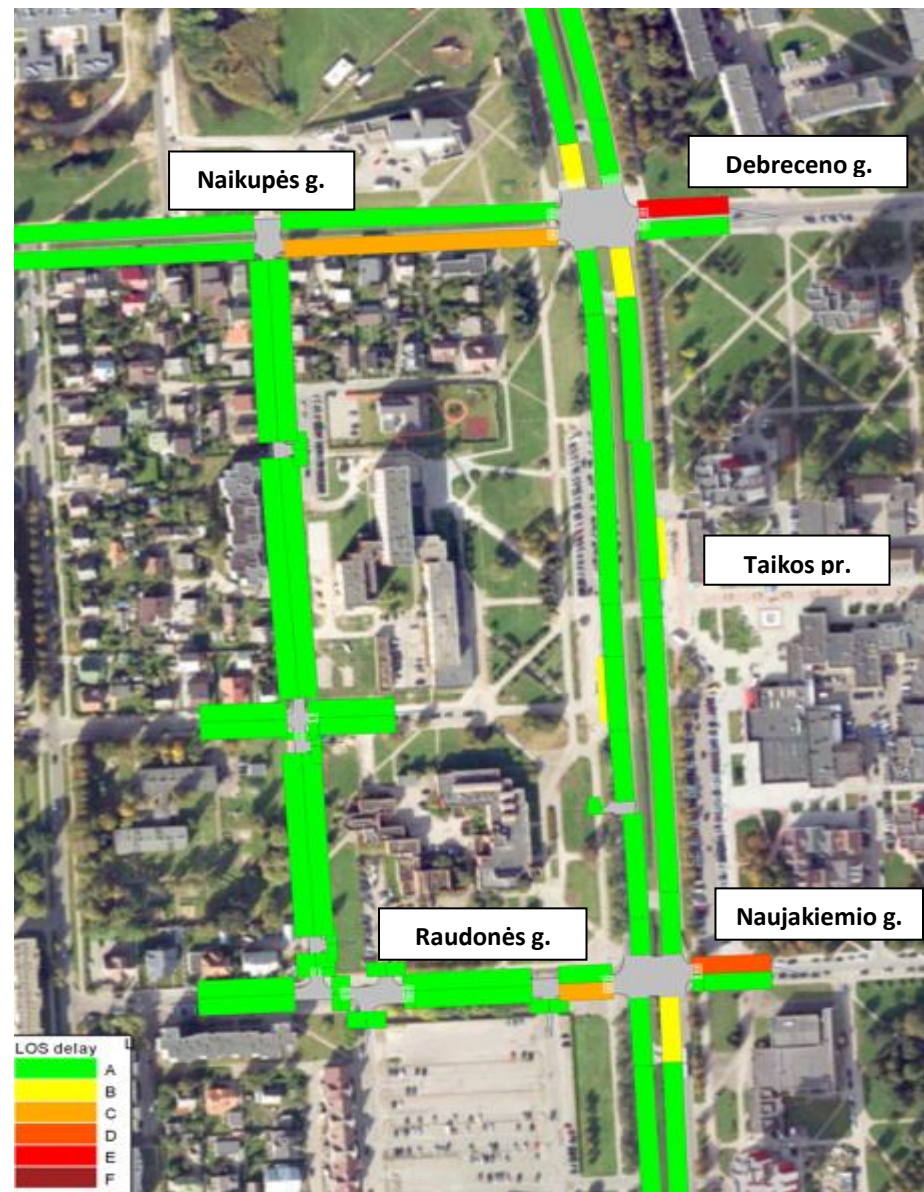 Debreceno g.
Naikupės g.
Taikos pr.
Naujakiemio g.
Raudonės g.
LOS delay
A
B
C
D
E
F